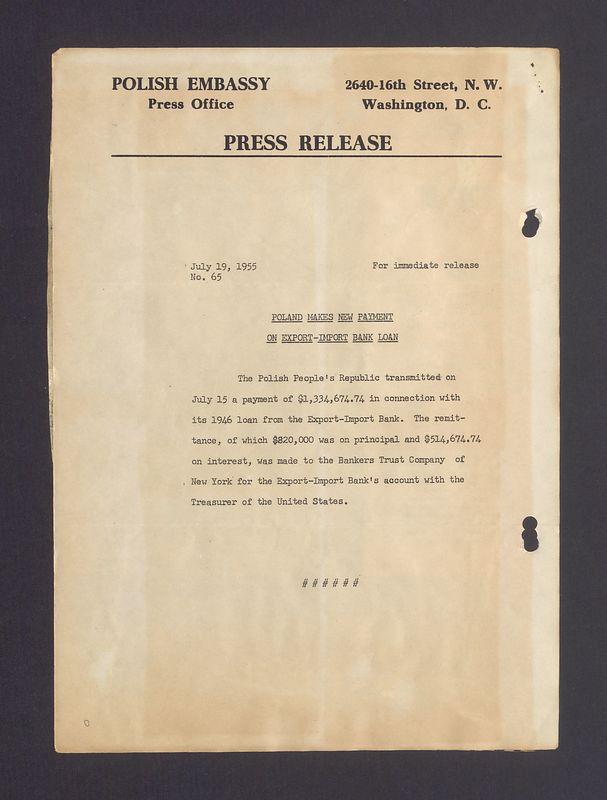 POLISH EMBASSY
Press Office
2640-16th Street, N. W.
Washington, D. C.
PRESS RELEASE
July 19, 1955
For immediate release
No. 65
POLAND MAKES NEW PAYMENT
ON EXPORT-IMPORT BANK LOAN
The Polish People's Republic transmitted on
July 15 a payment of $1,334,674.74 in connection with
its 1946 loan from the Export-Import Bank. The remit-
tance, of which $820,000 was on principal and $514,674.74
on interest, was made to the Bankers Trust Company of
New York for the Export-Import Bank's account with the
Treasurer of the United States.
# # # # # #
0